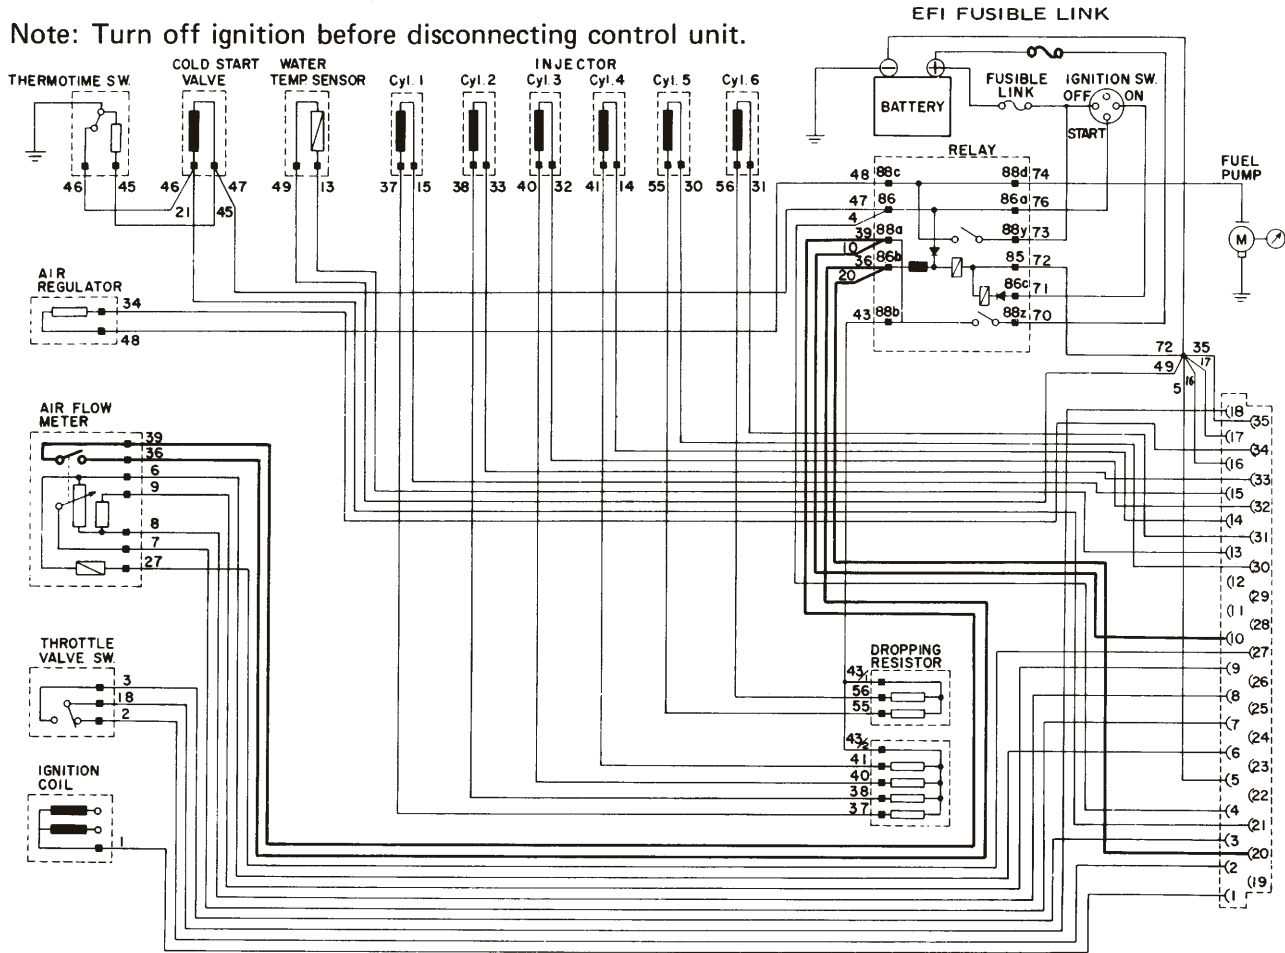 EFI FUSIBLE LINK
Note: Turn off ignition before disconnecting control unit.
THERMOTIME SW.
COLD START
VALVE
WATER
TEMP SENSOR
INJECTOR
Cyl. 1
Cyl. 2
Cyl. 3
Cyl. 4
Cyl. 5
Cyl. 6
BATTERY
FUSIBLE
LINK
IGNITION SW.
OFF
ON
START
RELAY
FUEL
PUMP
M
46 45
46 47
21 45
49 13
37 15
38 33
40 32
41 14
55 30
56 31
48 88c 88d 74
47 86 86a 76
4
39 88a 88y 73
10
36 86b 85 72
20
86c 71
43 88b 88z 70
72 35
17
49
16
5
AIR
REGULATOR
34
48
AIR FLOW
METER
39
36
6
9
8
7
27
THROTTLE
VALVE SW.
3
18
2
IGNITION
COIL
1
DROPPING
RESISTOR
43/1
56
55
43/2
41
40
38
37
(18
(35
(17
(34
(16
(33
(15
(32
(14
(31
(13
(30
(12
(29
(11
(28
(10
(27
(9
(26
(8
(25
(7
(24
(6
(23
(5
(22
(4
(21
(3
(20
(2
(19
(1